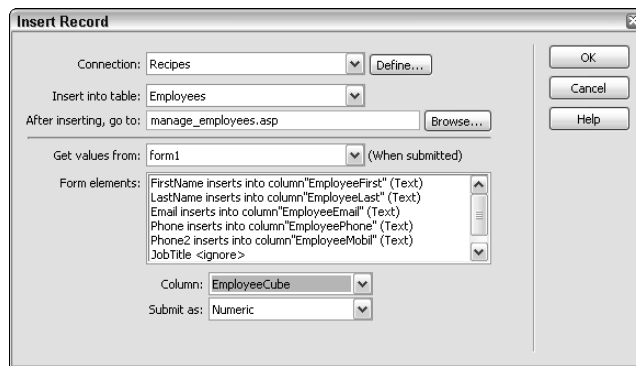 Insert Record
Connection: Recipes Define...
Insert into table: Employees
After inserting, go to: manage_employees.asp Browse...
Get values from: form1 (When submitted)
Form elements: FirstName inserts into column"EmployeeFirst" (Text)
LastName inserts into column"EmployeeLast" (Text)
Email inserts into column"EmployeeEmail" (Text)
Phone inserts into column"EmployeePhone" (Text)
Phone2 inserts into column"EmployeeMobil" (Text)
JobTitle <ignore>
Column: EmployeeCube
Submit as: Numeric
OK
Cancel
Help